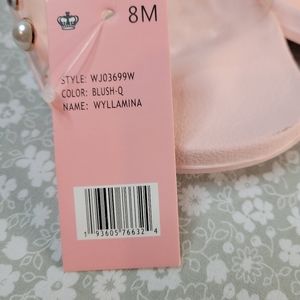 8M
STYLE: WJ03699W
COLOR: BLUSH-Q
NAME: WYLLAMINA
1 93605 76632 4